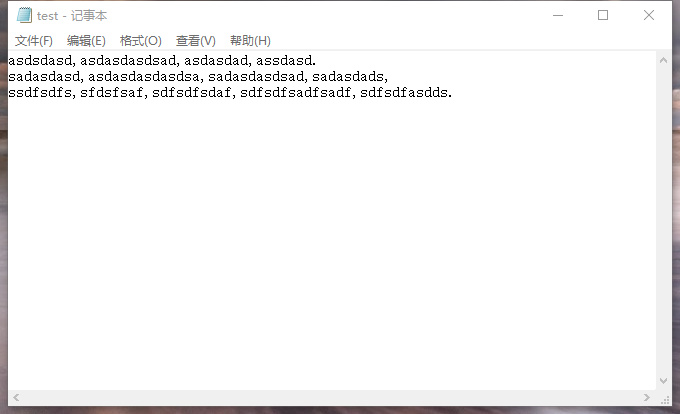 test - 记事本
文件(F) 编辑(E) 格式(O) 查看(V) 帮助(H)
asdsdasd, asdasdasdsad, asdasdad, assdasd.
sadasdasd, asdasdasdasdsa, sadasdasdsad, sadasdads,
ssdfsdfs, sfdsfsaf, sdfsdfsdaf, sdfsdfsadfsadf, sdfsdfasdds.